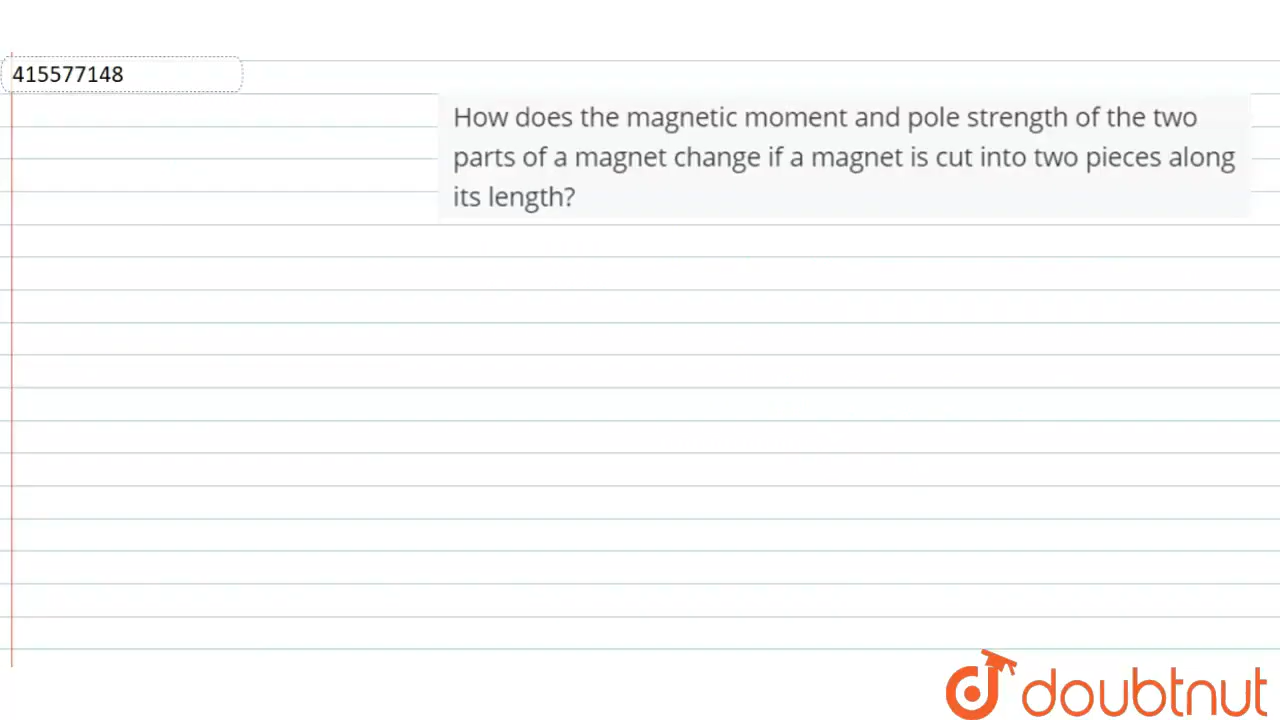 415577148
How does the magnetic moment and pole strength of the two
parts of a magnet change if a magnet is cut into two pieces along
its length?
doubtnut